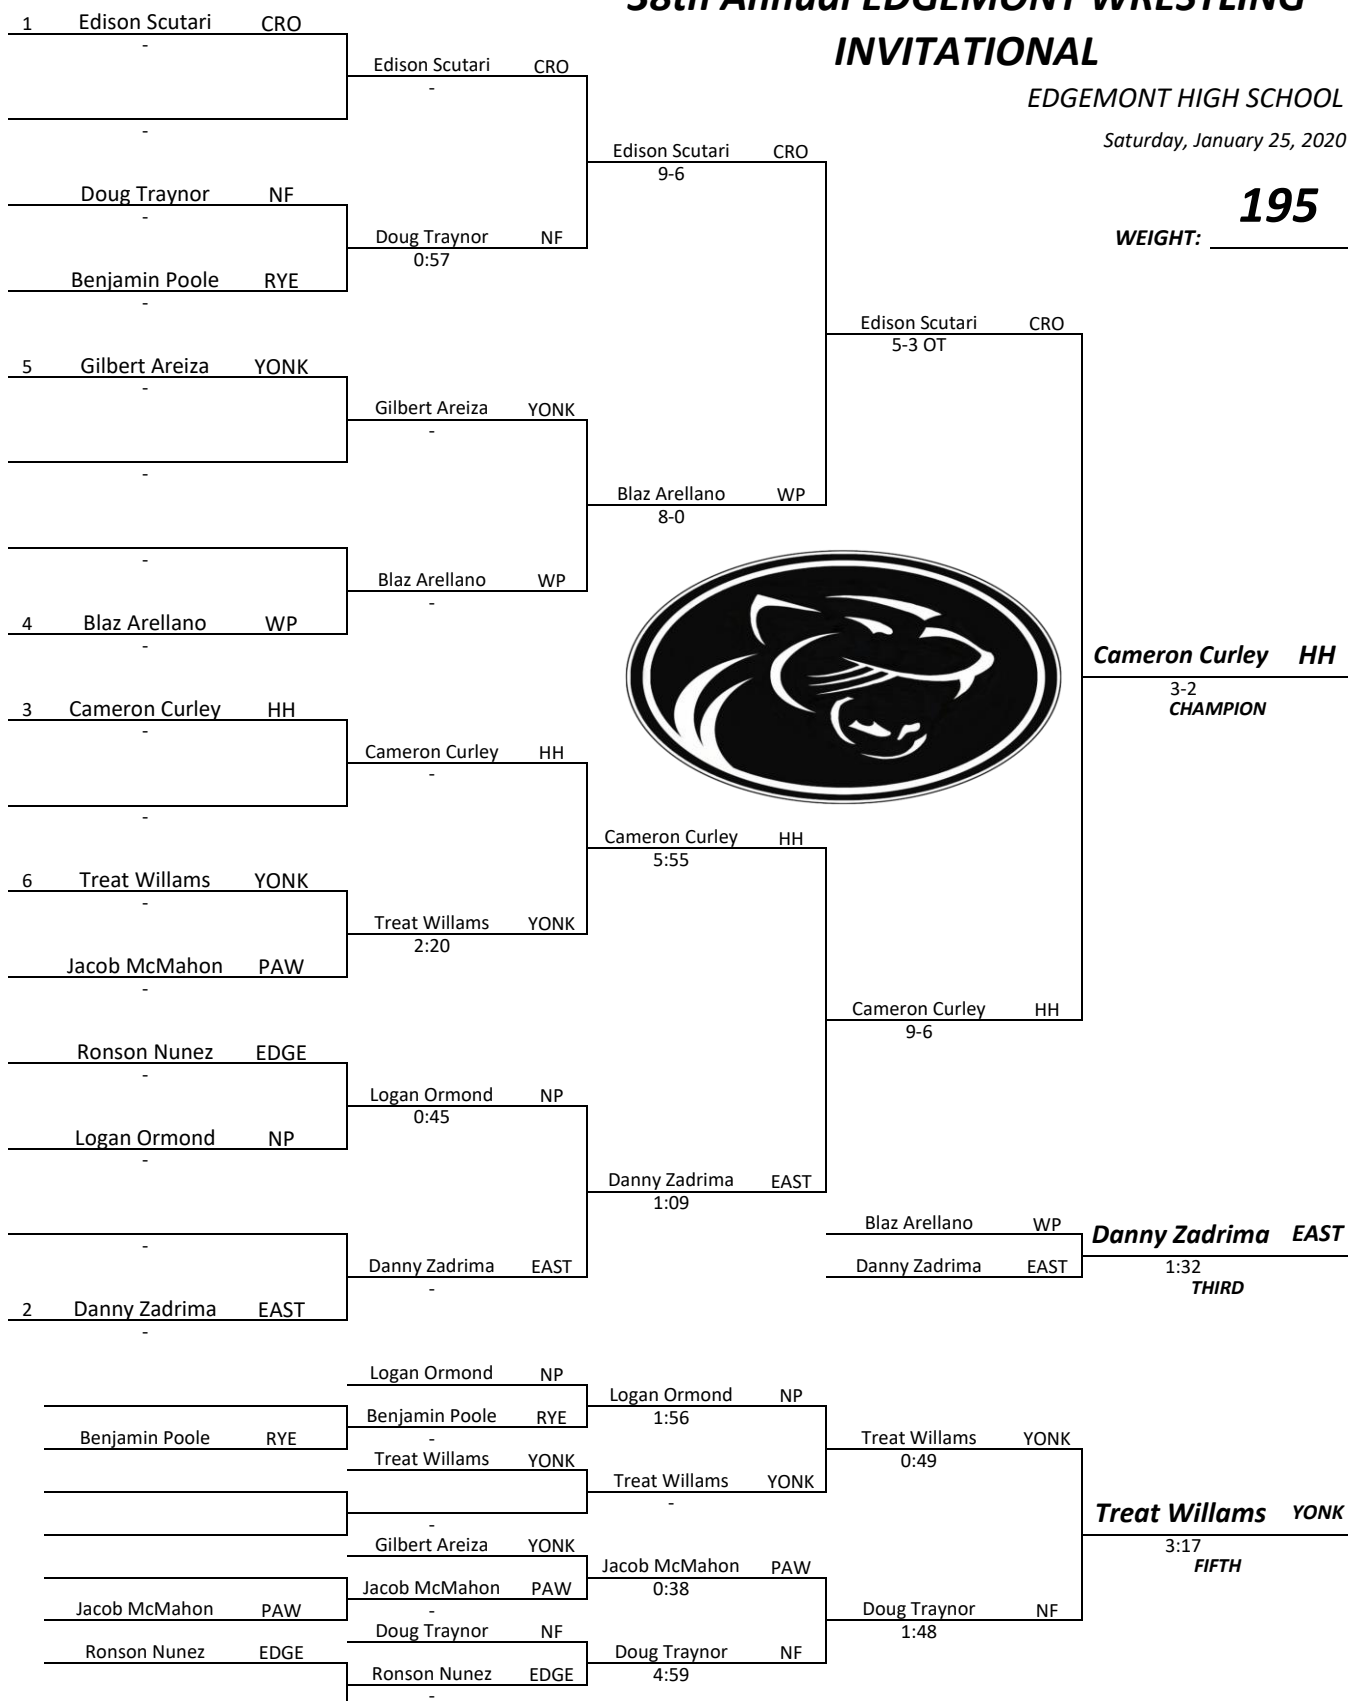 38th Annual EDGEMONT WRESTLING
INVITATIONAL
EDGEMONT HIGH SCHOOL
Saturday, January 25, 2020
195
WEIGHT:
1 Edison Scutari CRO
-
Edison Scutari CRO
-
-
Edison Scutari CRO
9-6
Doug Traynor NF
-
Doug Traynor NF
0:57
Benjamin Poole RYE
-
Edison Scutari CRO
5-3 OT
5 Gilbert Areiza YONK
-
Gilbert Areiza YONK
-
-
Blaz Arellano WP
8-0
-
Blaz Arellano WP
-
4 Blaz Arellano WP
-
Cameron Curley HH
3-2
CHAMPION
3 Cameron Curley HH
-
Cameron Curley HH
-
-
Cameron Curley HH
5:55
6 Treat Willams YONK
-
Treat Willams YONK
2:20
Jacob McMahon PAW
-
Cameron Curley HH
9-6
Ronson Nunez EDGE
-
Logan Ormond NP
0:45
Logan Ormond NP
-
Danny Zadrima EAST
1:09
-
Danny Zadrima EAST
-
2 Danny Zadrima EAST
-
Blaz Arellano WP
Danny Zadrima EAST
Danny Zadrima EAST
1:32
THIRD
Logan Ormond NP
Logan Ormond NP
1:56
Benjamin Poole RYE
-
Benjamin Poole RYE
Treat Willams YONK
0:49
Treat Willams YONK
Treat Willams YONK
-
-
Treat Willams YONK
3:17
FIFTH
Gilbert Areiza YONK
Jacob McMahon PAW
0:38
Jacob McMahon PAW
-
Jacob McMahon PAW
Doug Traynor NF
1:48
Doug Traynor NF
Ronson Nunez EDGE
Doug Traynor NF
4:59
Ronson Nunez EDGE
-